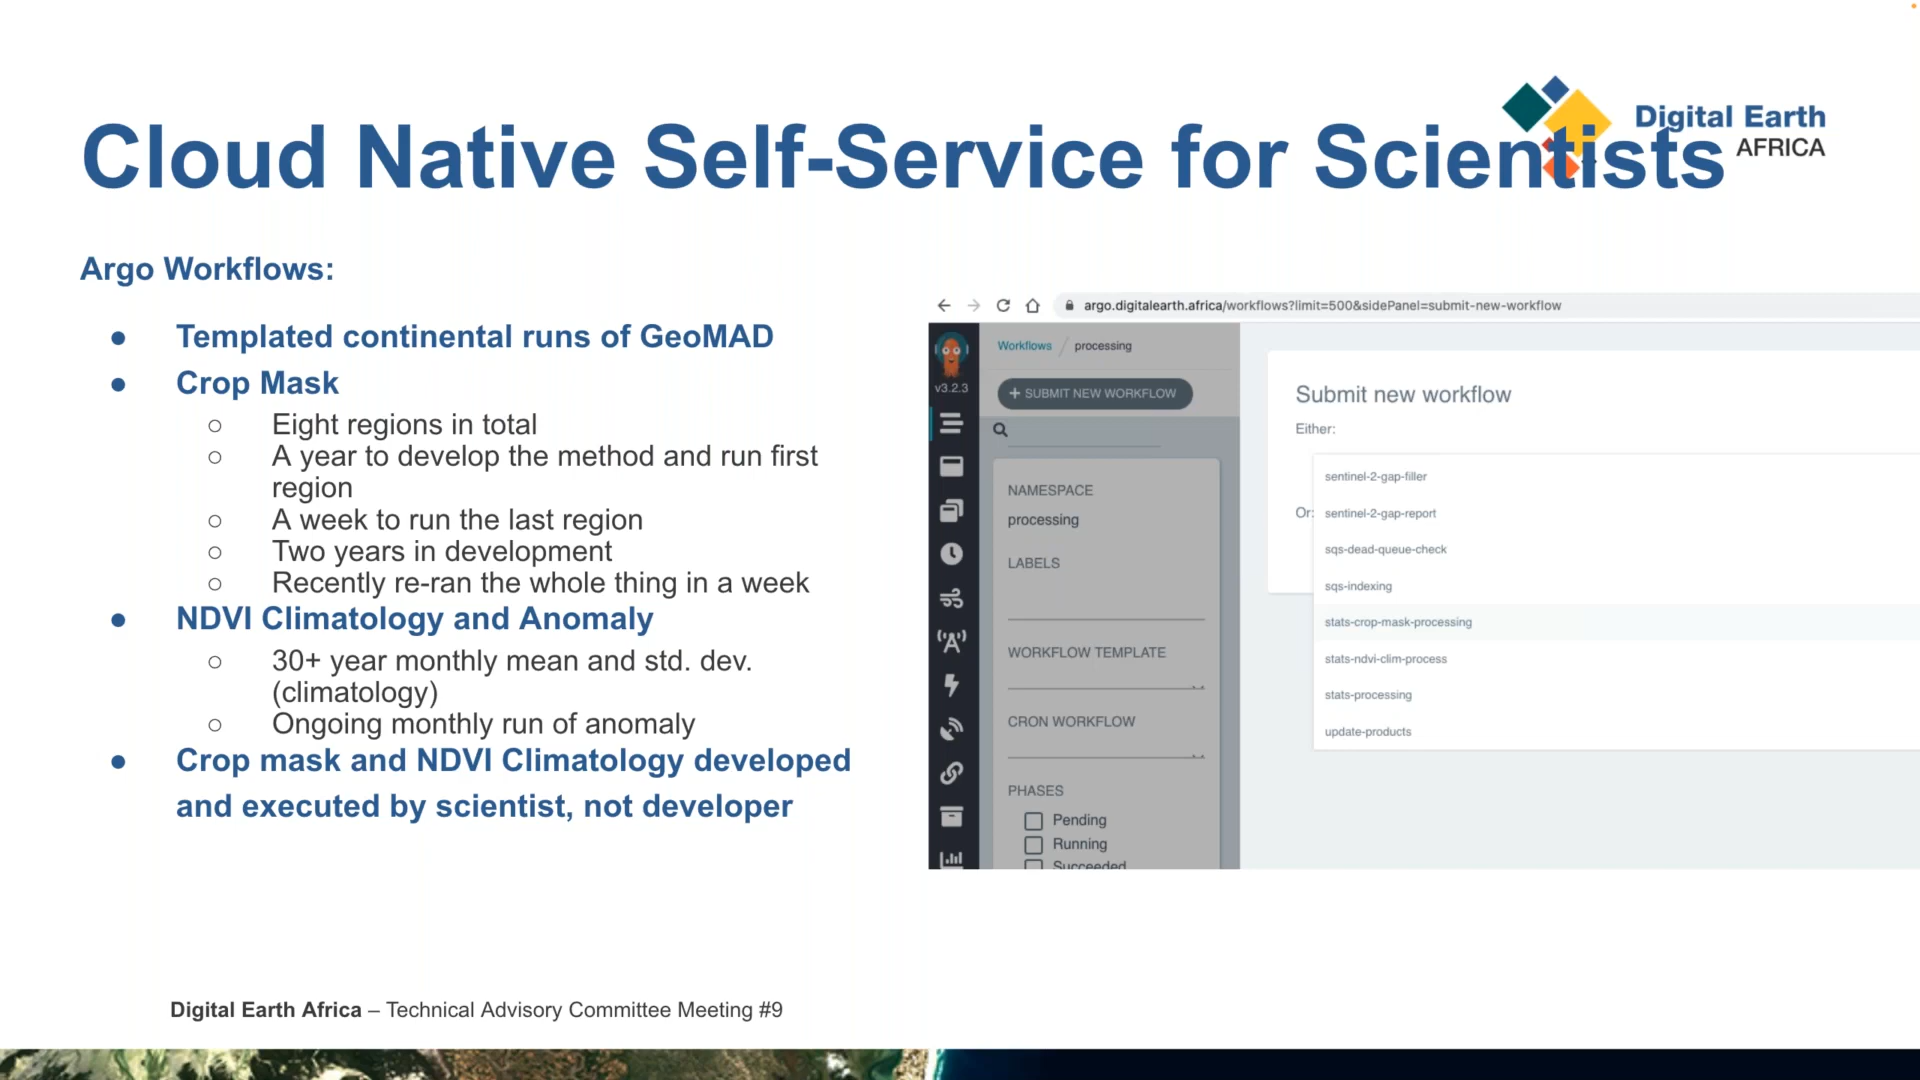 Cloud Native Self-Service for Scientists
Digital Earth
AFRICA
Argo Workflows:
● Templated continental runs of GeoMAD
● Crop Mask
○ Eight regions in total
○ A year to develop the method and run first
region
○ A week to run the last region
○ Two years in development
○ Recently re-ran the whole thing in a week
● NDVI Climatology and Anomaly
○ 30+ year monthly mean and std. dev.
(climatology)
○ Ongoing monthly run of anomaly
● Crop mask and NDVI Climatology developed
and executed by scientist, not developer
argo.digitalearth.africa/workflows?limit=500&sidePanel=submit-new-workflow
v3.2.3
Workflows / processing
+ SUBMIT NEW WORKFLOW
NAMESPACE
processing
LABELS
WORKFLOW TEMPLATE
CRON WORKFLOW
PHASES
Pending
Running
Succeeded
Submit new workflow
Either:
Or:
sentinel-2-gap-filler
sentinel-2-gap-report
sqs-dead-queue-check
sqs-indexing
stats-crop-mask-processing
stats-ndvi-clim-process
stats-processing
update-products
Digital Earth Africa – Technical Advisory Committee Meeting #9